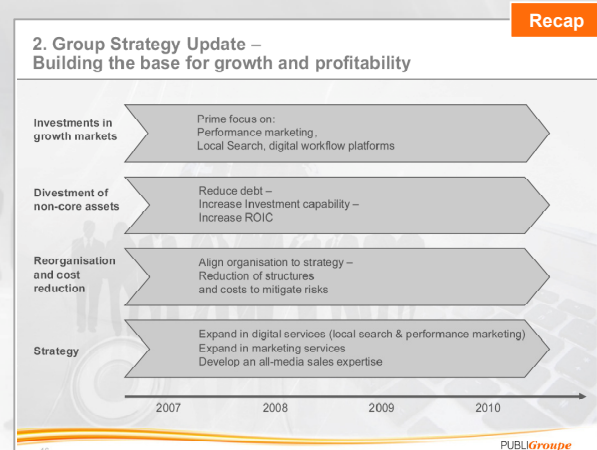 Recap
2. Group Strategy Update –
Building the base for growth and profitability
Investments in
growth markets
Prime focus on:
Performance marketing,
Local Search, digital workflow platforms
Divestment of
non-core assets
Reduce debt –
Increase Investment capability –
Increase ROIC
Reorganisation
and cost
reduction
Align organisation to strategy –
Reduction of structures
and costs to mitigate risks
Strategy
Expand in digital services (local search & performance marketing)
Expand in marketing services
Develop an all-media sales expertise
2007 2008 2009 2010
PUBLIGroupe